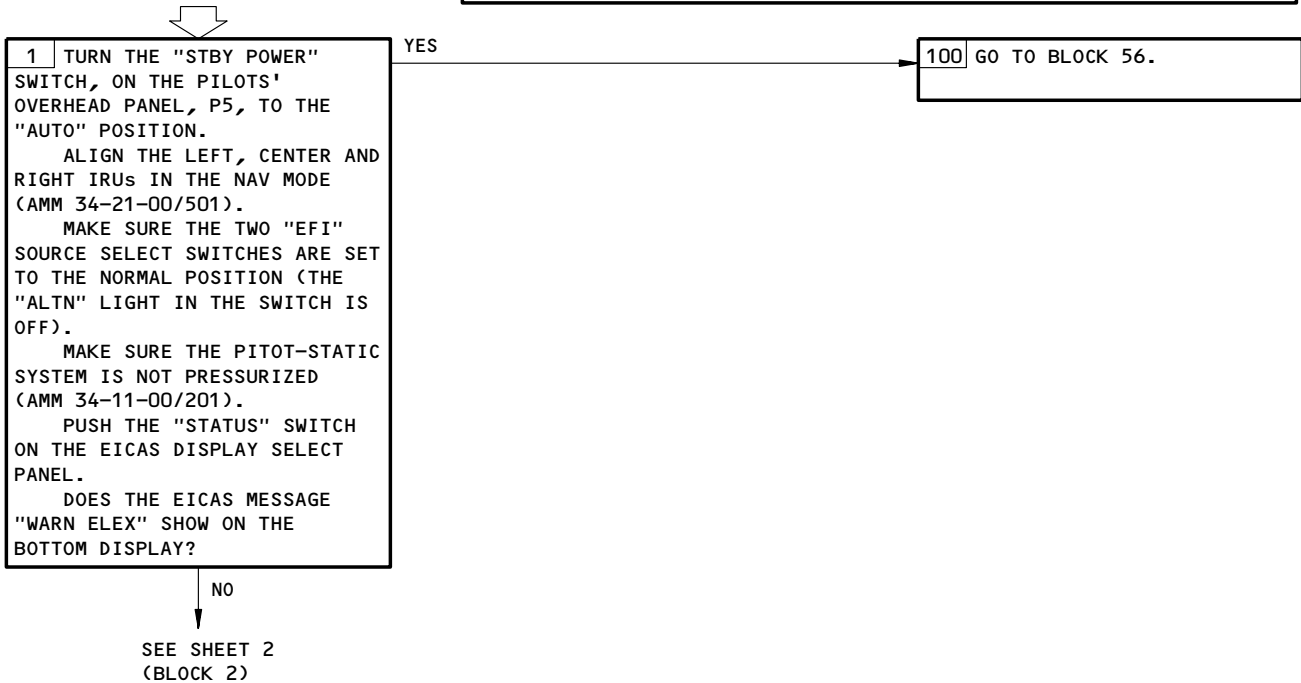 1 TURN THE "STBY POWER"
SWITCH, ON THE PILOTS'
OVERHEAD PANEL, P5, TO THE
"AUTO" POSITION.
ALIGN THE LEFT, CENTER AND
RIGHT IRUs IN THE NAV MODE
(AMM 34-21-00/501).
MAKE SURE THE TWO "EFI"
SOURCE SELECT SWITCHES ARE SET
TO THE NORMAL POSITION (THE
"ALTN" LIGHT IN THE SWITCH IS
OFF).
MAKE SURE THE PITOT-STATIC
SYSTEM IS NOT PRESSURIZED
(AMM 34-11-00/201).
PUSH THE "STATUS" SWITCH
ON THE EICAS DISPLAY SELECT
PANEL.
DOES THE EICAS MESSAGE
"WARN ELEX" SHOW ON THE
BOTTOM DISPLAY?
YES
100 GO TO BLOCK 56.
NO
SEE SHEET 2
(BLOCK 2)